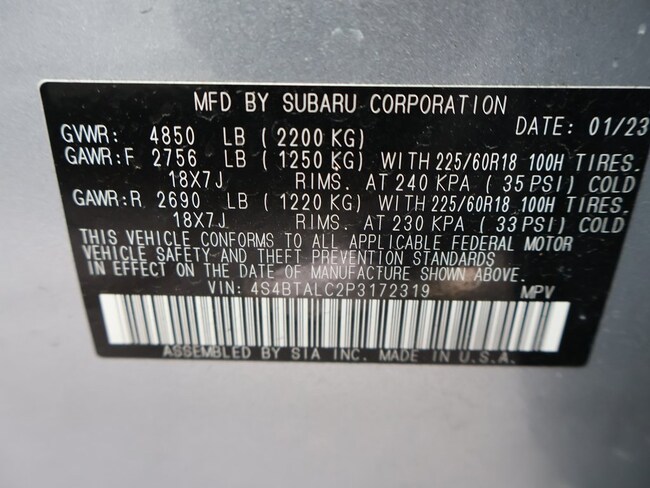 MFD BY SUBARU CORPORATION
DATE: 01/23
GVWR: 4850 LB (2200 KG)
GAWR:F 2756 LB (1250 KG) WITH 225/60R18 100H TIRES.
18X7J RIMS. AT 240 KPA (35 PSI) COLD
GAWR:R 2690 LB (1220 KG) WITH 225/60R18 100H TIRES.
18X7J RIMS. AT 230 KPA (33 PSI) COLD
THIS VEHICLE CONFORMS TO ALL APPLICABLE FEDERAL MOTOR
VEHICLE SAFETY AND THEFT PREVENTION STANDARDS IN
EFFECT ON THE DATE OF MANUFACTURE SHOWN ABOVE.
VIN: 4S4BTALC2P3172319 MPV
ASSEMBLED BY SIA INC. MADE IN U.S.A.